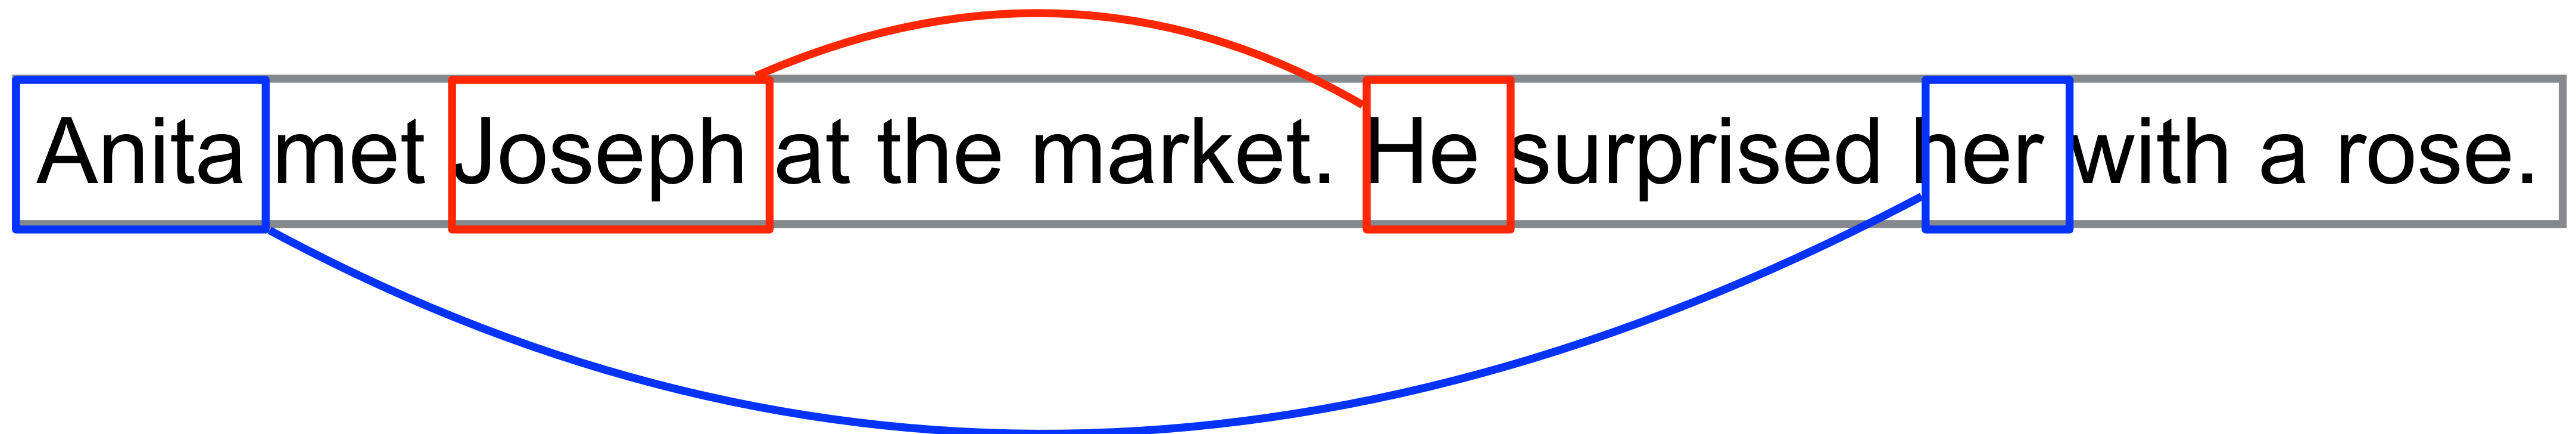 Anita met Joseph at the market. He surprised her with a rose.